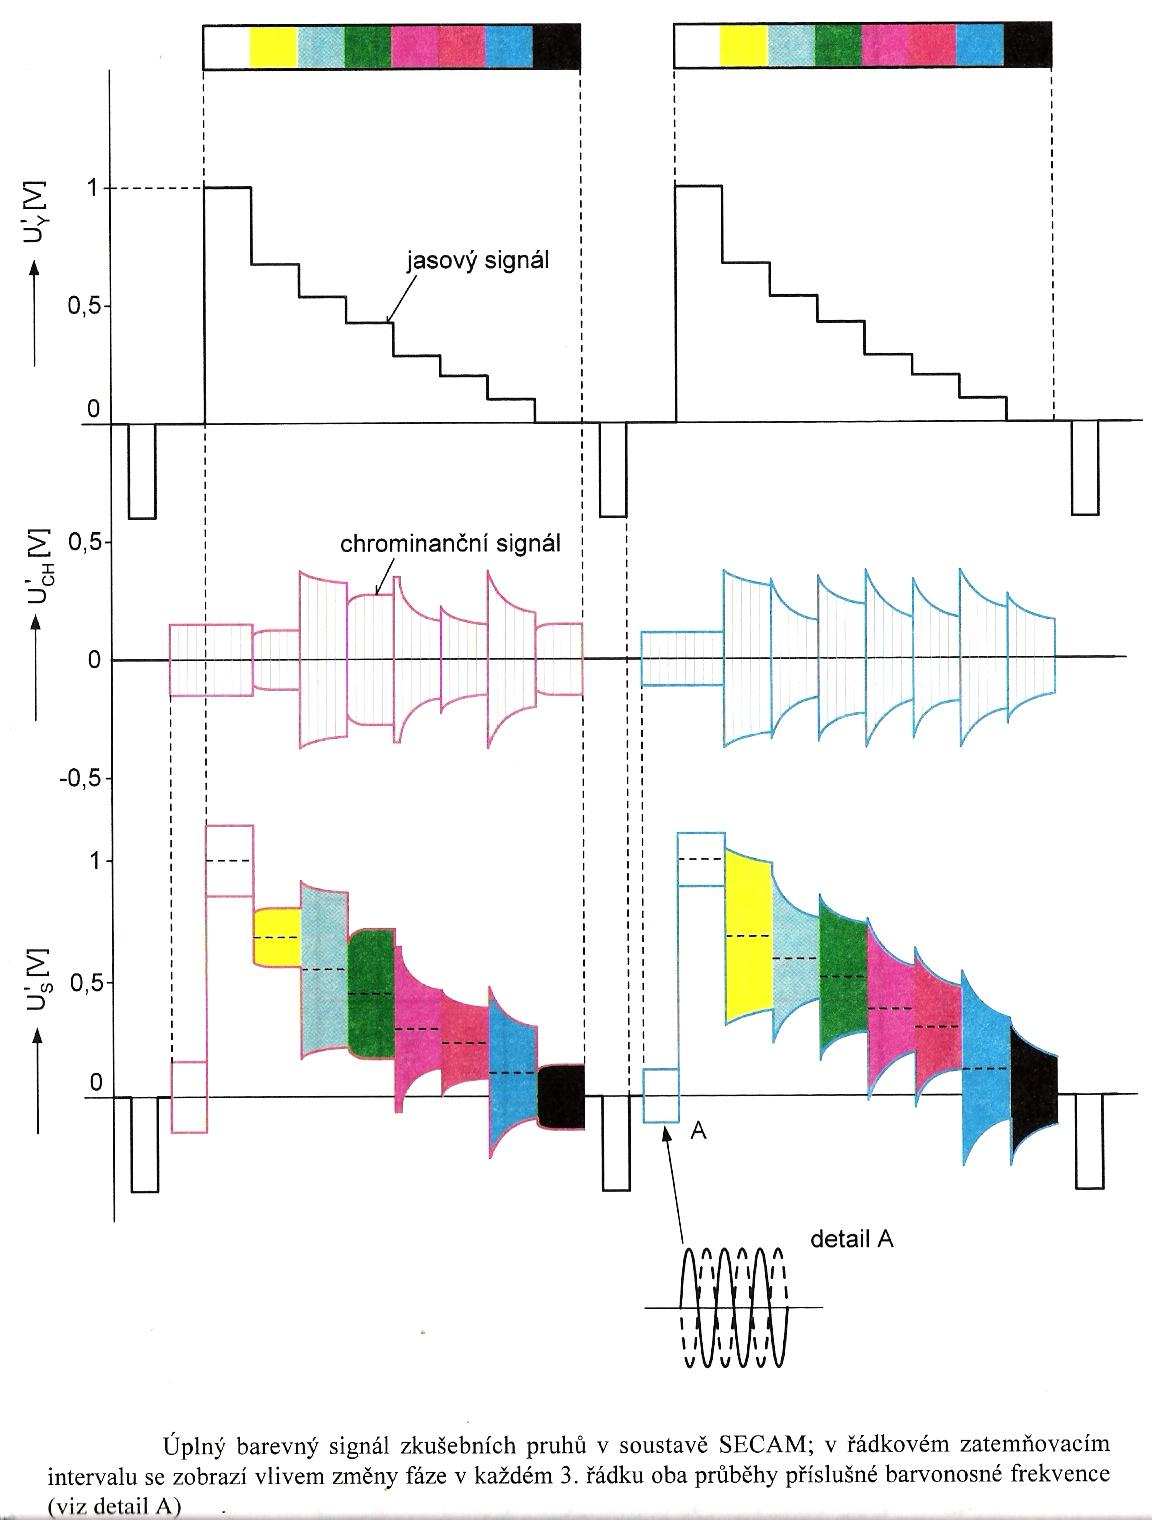 1
U'Y [V]
jasový signál
0,5
0
0,5
U'CH [V]
chrominanční signál
0
-0,5
1
U'S [V]
0,5
0
A
detail A
Úplný barevný signál zkušebních pruhů v soustavě SECAM; v řádkovém zatemňovacím
intervalu se zobrazí vlivem změny fáze v každém 3. řádku oba průběhy příslušné barvonosné frekvence
(viz detail A)